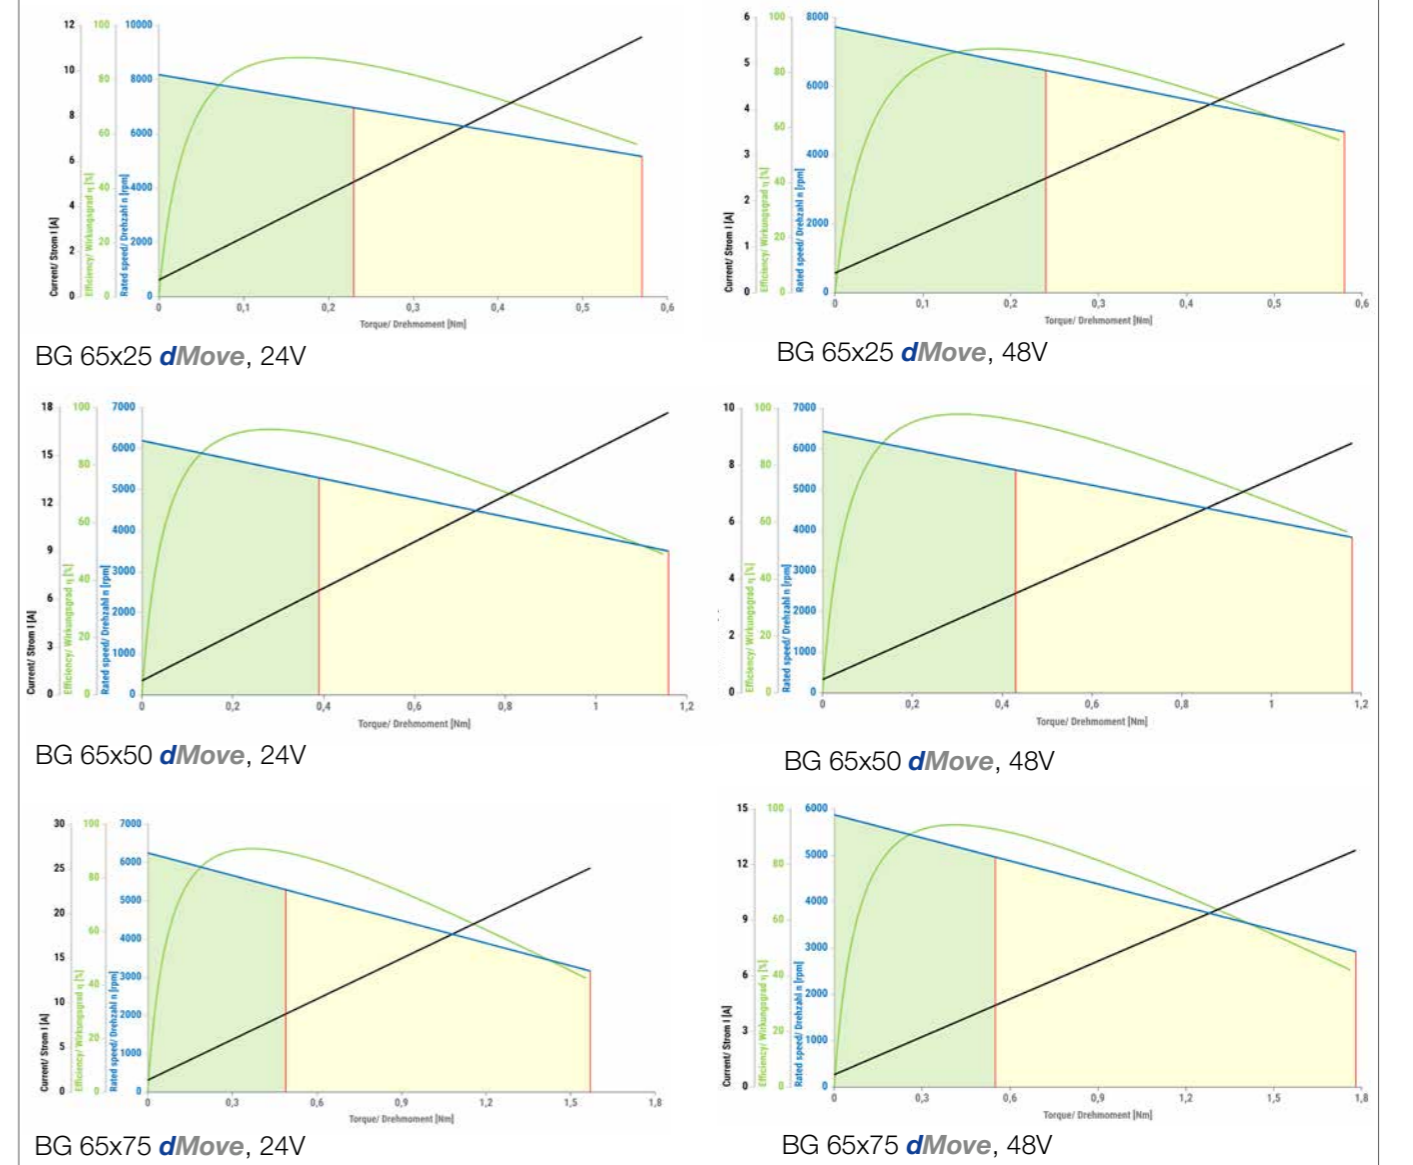 12 100 10000
10 80 8000
8 60 6000
6 40 4000
4 20 2000
2
0 0 0
Current/ Strom I [A]
Efficiency/ Wirkungsgrad η [%]
Rated speed/ Drehzahl n [rpm]
0 0,1 0,2 0,3 0,4 0,5 0,6
Torque/ Drehmoment [Nm]
BG 65x25 dMove, 24V
6 100 8000
5 80 6000
4 60 4000
3 40 2000
2 20
1
0 0 0
Current/ Strom I [A]
Efficiency/ Wirkungsgrad η [%]
Rated speed/ Drehzahl n [rpm]
0 0,1 0,2 0,3 0,4 0,5 0,6
Torque/ Drehmoment [Nm]
BG 65x25 dMove, 48V
18 100 7000
15 80 6000
12 60 5000
9 40 4000
6 20 3000
3 2000
1000
0 0 0
Current/ Strom I [A]
Efficiency/ Wirkungsgrad η [%]
Rated speed/ Drehzahl n [rpm]
0 0,2 0,4 0,6 0,8 1 1,2
Torque/ Drehmoment [Nm]
BG 65x50 dMove, 24V
10 100 7000
8 80 6000
6 60 5000
4 40 4000
2 20 3000
2000
1000
0 0 0
Efficiency/ Wirkungsgrad η [%]
Rated speed/ Drehzahl n [rpm]
0 0,2 0,4 0,6 0,8 1 1,2
Torque/ Drehmoment [Nm]
BG 65x50 dMove, 48V
30 100 7000
25 80 6000
20 60 5000
15 40 4000
10 20 3000
5 2000
1000
0 0 0
Current/ Strom I [A]
Efficiency/ Wirkungsgrad η [%]
Rated speed/ Drehzahl n [rpm]
0 0,3 0,6 0,9 1,2 1,5 1,8
Torque/ Drehmoment [Nm]
BG 65x75 dMove, 24V
15 100 6000
12 80 5000
9 60 4000
6 40 3000
3 20 2000
1000
0 0 0
Current/ Strom I [A]
Efficiency/ Wirkungsgrad η [%]
Rated speed/ Drehzahl n [rpm]
0 0,3 0,6 0,9 1,2 1,5 1,8
Torque/ Drehmoment [Nm]
BG 65x75 dMove, 48V